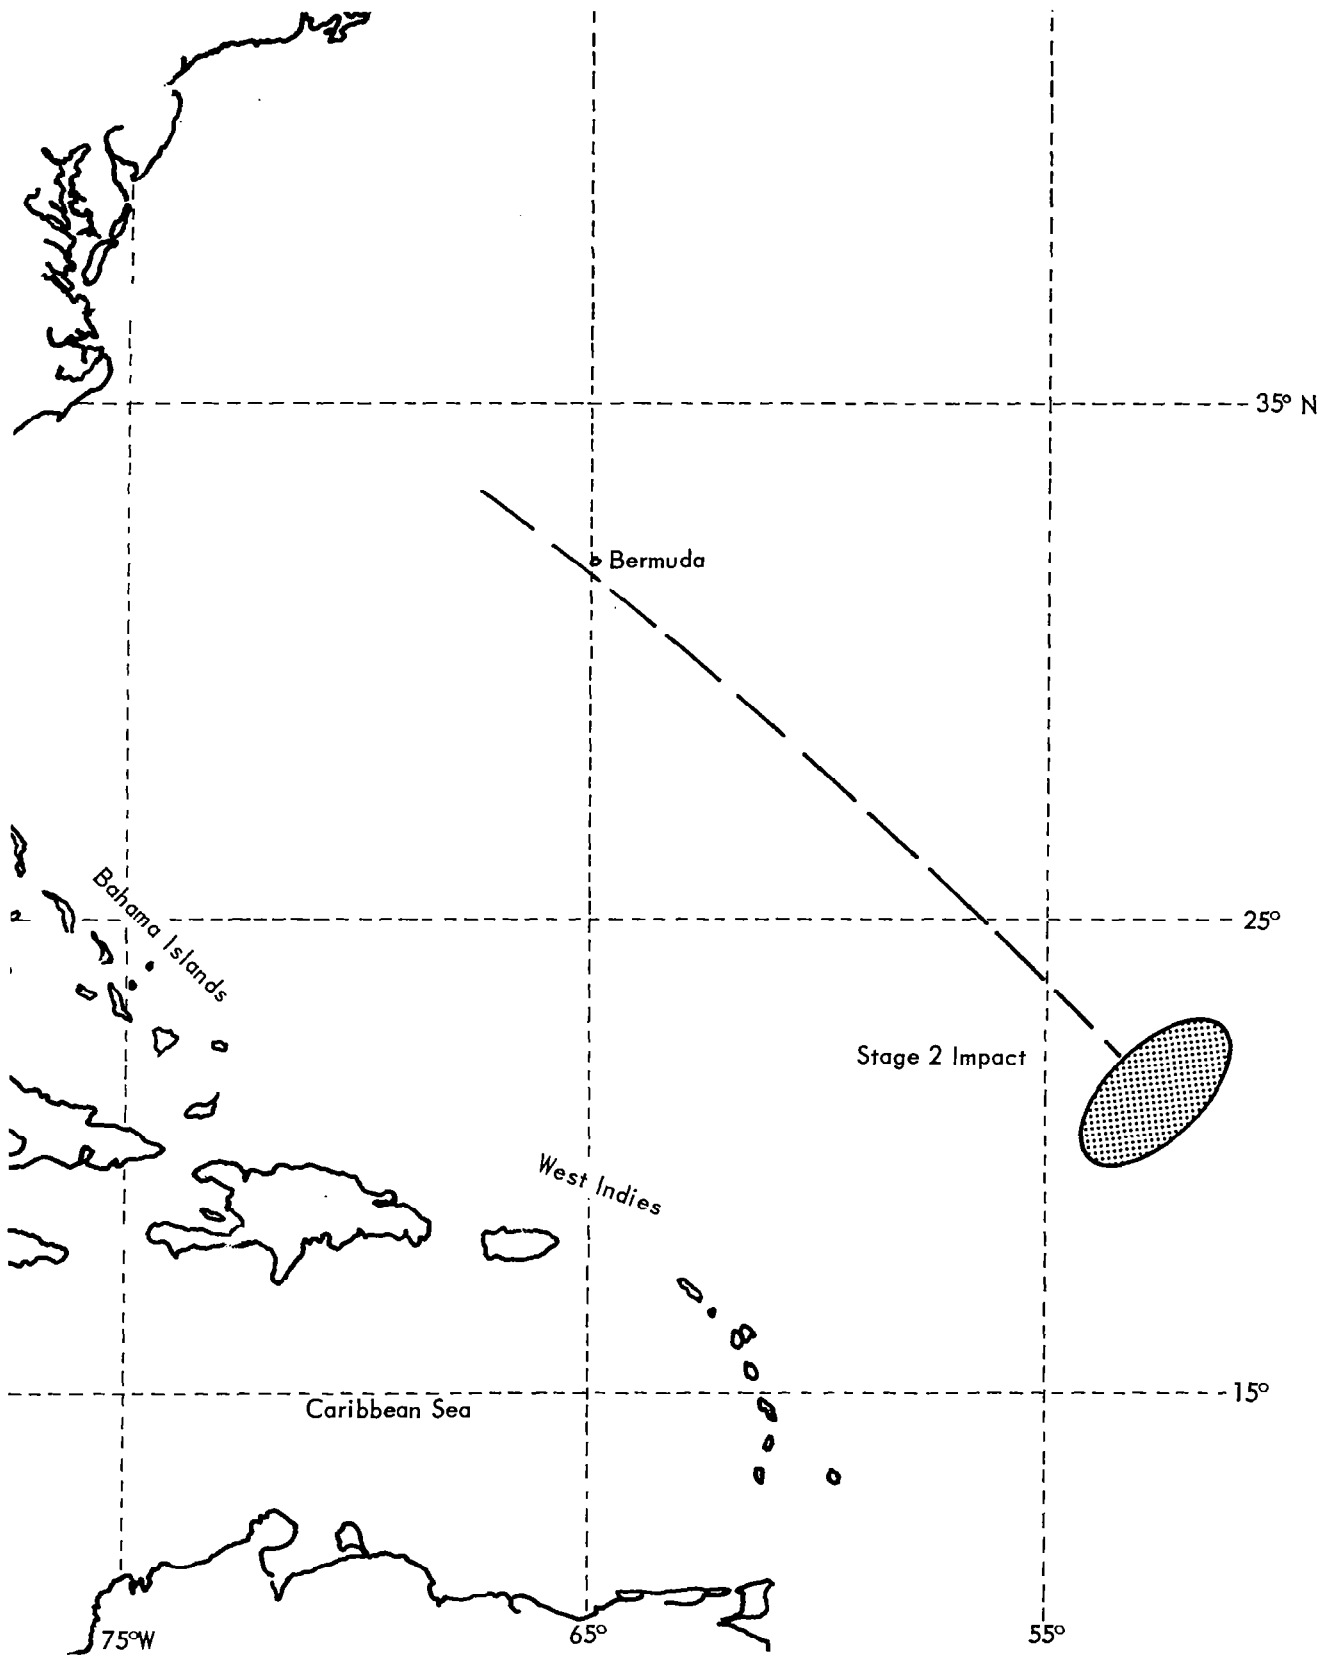 35° N
Bermuda
Bahama Islands
25°
Stage 2 Impact
West Indies
15°
Caribbean Sea
75°W
65°
55°